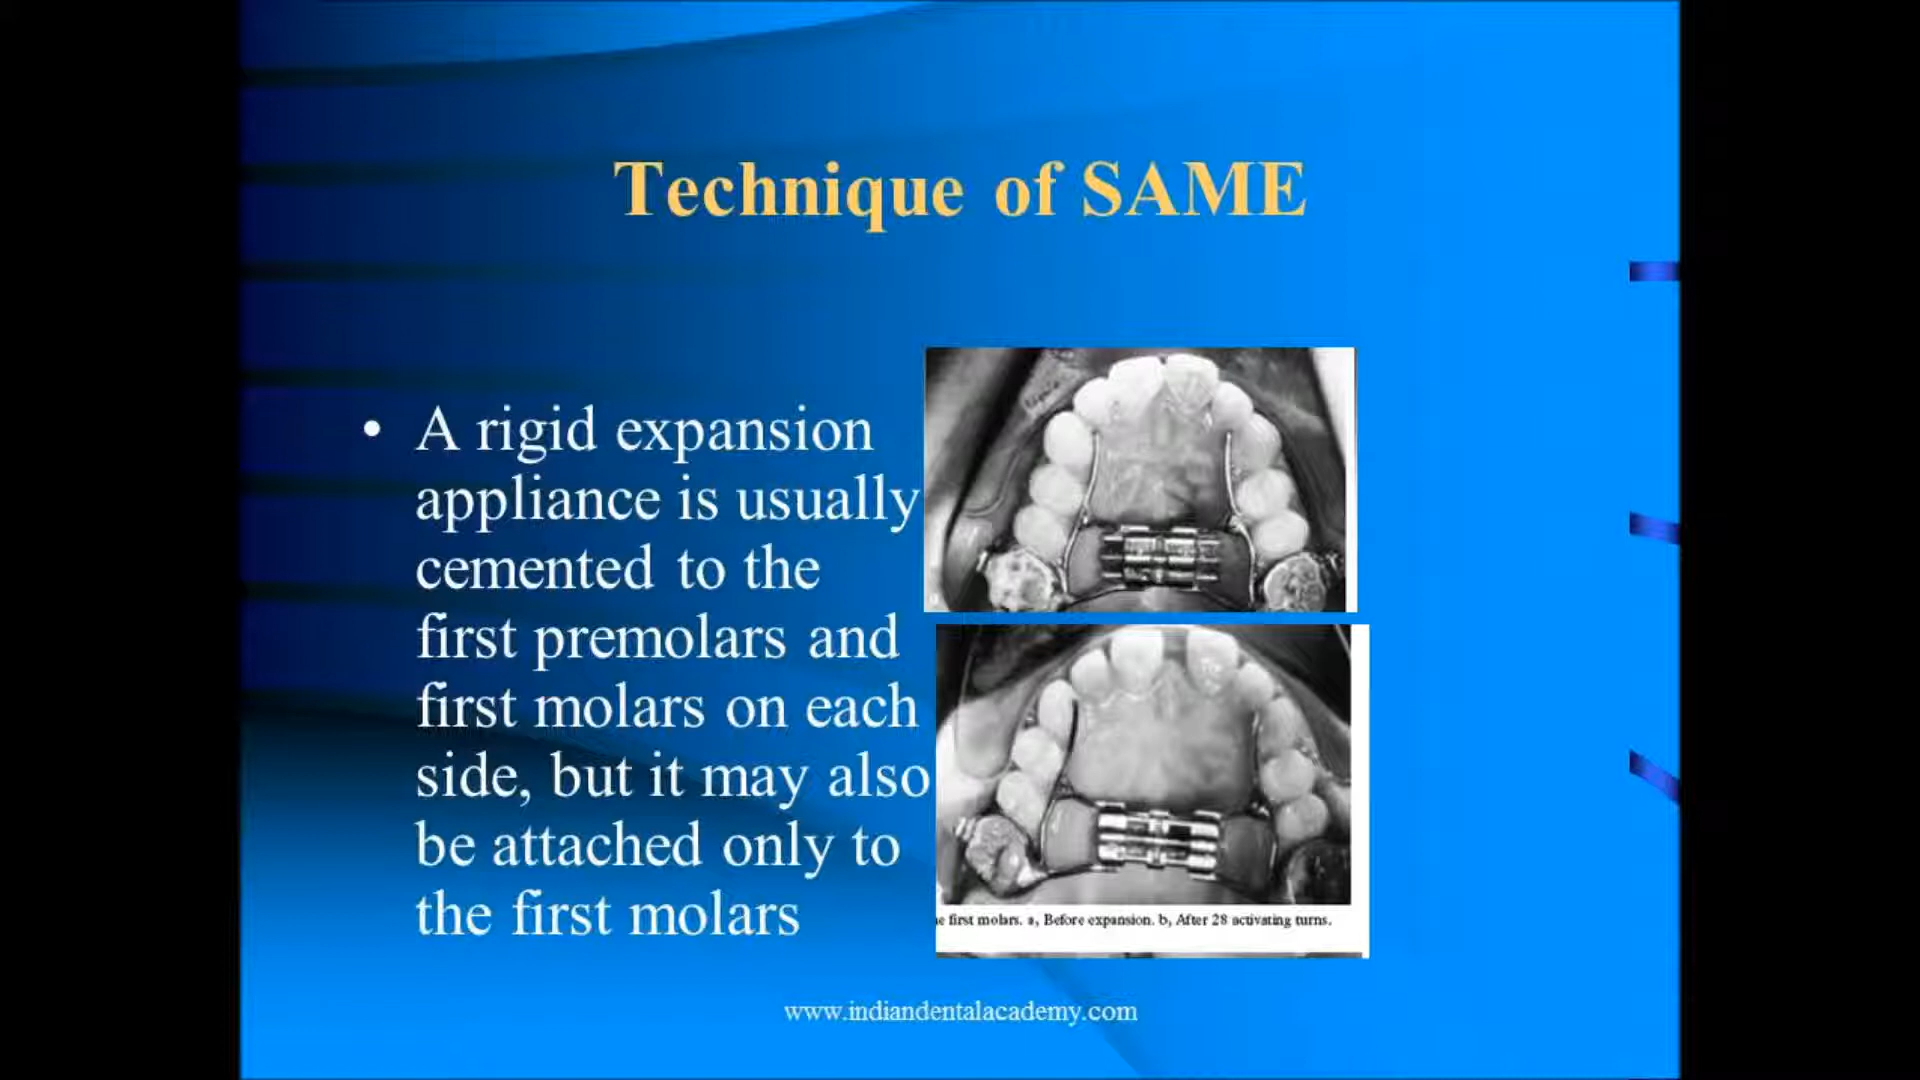 Technique of SAME
• A rigid expansion
appliance is usually
cemented to the
first premolars and
first molars on each
side, but it may also
be attached only to
the first molars
e first molars. a, Before expansion. b, After 28 activating turns.
www.indiandentalacademy.com